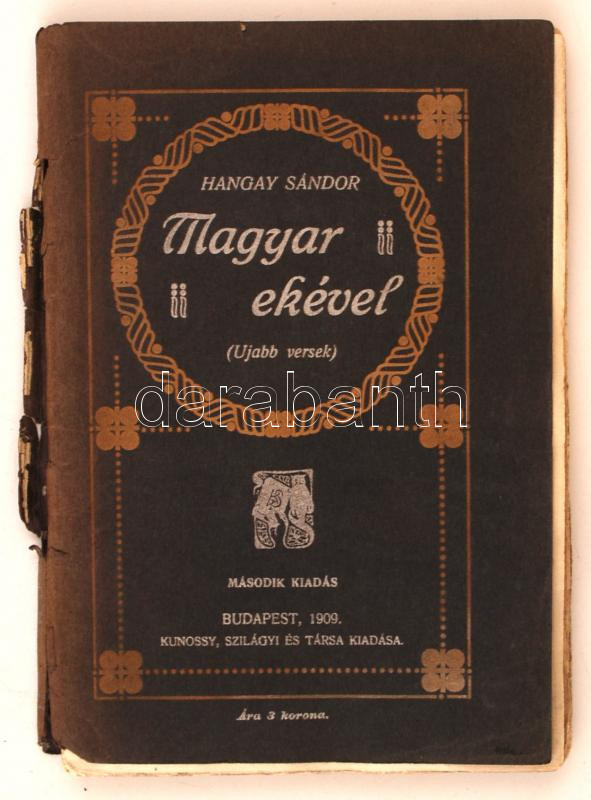 HANGAY SÁNDOR
Magyar
ekével
(Ujabb versek)
darabanth
MÁSODIK KIADÁS
BUDAPEST, 1909.
KUNOSSY, SZILÁGYI ÉS TÁRSA KIADÁSA.
Ára 3 korona.